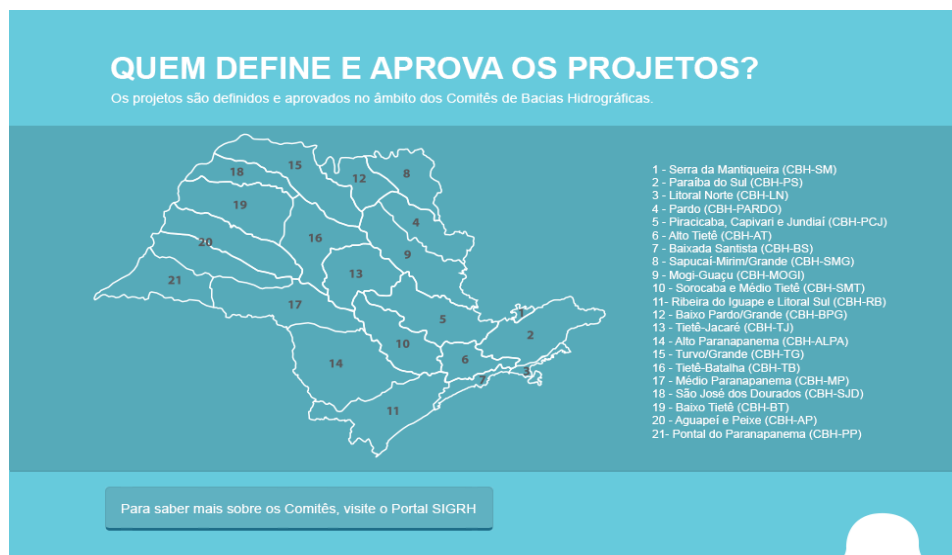 QUEM DEFINE E APROVA OS PROJETOS?
Os projetos são definidos e aprovados no âmbito dos Comitês de Bacias Hidrográficas.
15
18
12
8
19
4
16
20
9
13
21
17
5
1
2
10
6
14
3
7
11
1 - Serra da Mantiqueira (CBH-SM)
2 - Paraíba do Sul (CBH-PS)
3 - Litoral Norte (CBH-LN)
4 - Pardo (CBH-PARDO)
5 - Piracicaba, Capivari e Jundiaí (CBH-PCJ)
6 - Alto Tietê (CBH-AT)
7 - Baixada Santista (CBH-BS)
8 - Sapucaí-Mirim/Grande (CBH-SMG)
9 - Mogi-Guaçu (CBH-MOGI)
10 - Sorocaba e Médio Tietê (CBH-SMT)
11- Ribeira do Iguape e Litoral Sul (CBH-RB)
12 - Baixo Pardo/Grande (CBH-BPG)
13 - Tietê-Jacaré (CBH-TJ)
14 - Alto Paranapanema (CBH-ALPA)
15 - Turvo/Grande (CBH-TG)
16 - Tietê-Batalha (CBH-TB)
17 - Médio Paranapanema (CBH-MP)
18 - São José dos Dourados (CBH-SJD)
19 - Baixo Tietê (CBH-BT)
20 - Aguapeí e Peixe (CBH-AP)
21- Pontal do Paranapanema (CBH-PP)
Para saber mais sobre os Comitês, visite o Portal SIGRH